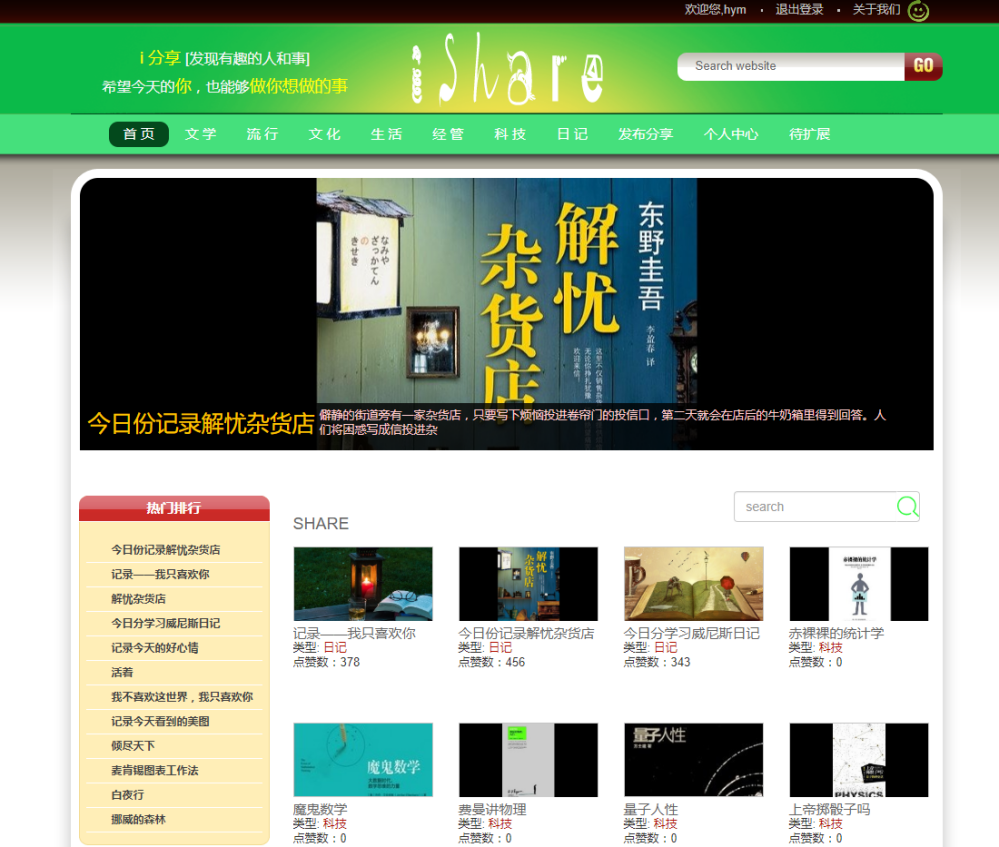 欢迎您,hym • 退出登录 • 关于我们
i 分享 [发现有趣的人和事]
希望今天的你，也能够做你想做的事
iShare
Search website GO
首 页 文 学 流 行 文 化 生 活 经 管 科 技 日 记 发布分享 个人中心 待扩展
なみや
ざっかてん
の
きせき
东野圭吾
解忧
杂货店
李盈春 译
今日份记录解忧杂货店
僻静的街道旁有一家杂货店，只要写下烦恼投进卷帘门的投信口，第二天就会在店后的牛奶箱里得到回答。人
们将困惑写成信投进杂
热门排行
今日份记录解忧杂货店
记录——我只喜欢你
解忧杂货店
今日分学习威尼斯日记
记录今天的好心情
活着
我不喜欢这世界，我只喜欢你
记录今天看到的美图
倾尽天下
麦肯锡图表工作法
白夜行
挪威的森林
search
SHARE
记录——我只喜欢你
类型: 日记
点赞数：378
解忧
杂货店
今日份记录解忧杂货店
类型: 日记
点赞数：456
今日分学习威尼斯日记
类型: 日记
点赞数：343
赤裸裸的统计学
赤裸裸的统计学
类型: 科技
点赞数：0
魔鬼数学
魔鬼数学
类型: 科技
点赞数：0
费曼讲物理
类型: 科技
点赞数：0
量子人性
量子人性
类型: 科技
点赞数：0
PHYSICS
上帝掷骰子吗
类型: 科技
点赞数：0